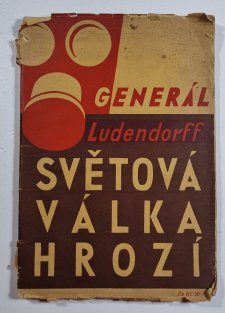 GENERÁL
Ludendorff
SVĚTOVÁ
VÁLKA
HROZÍ